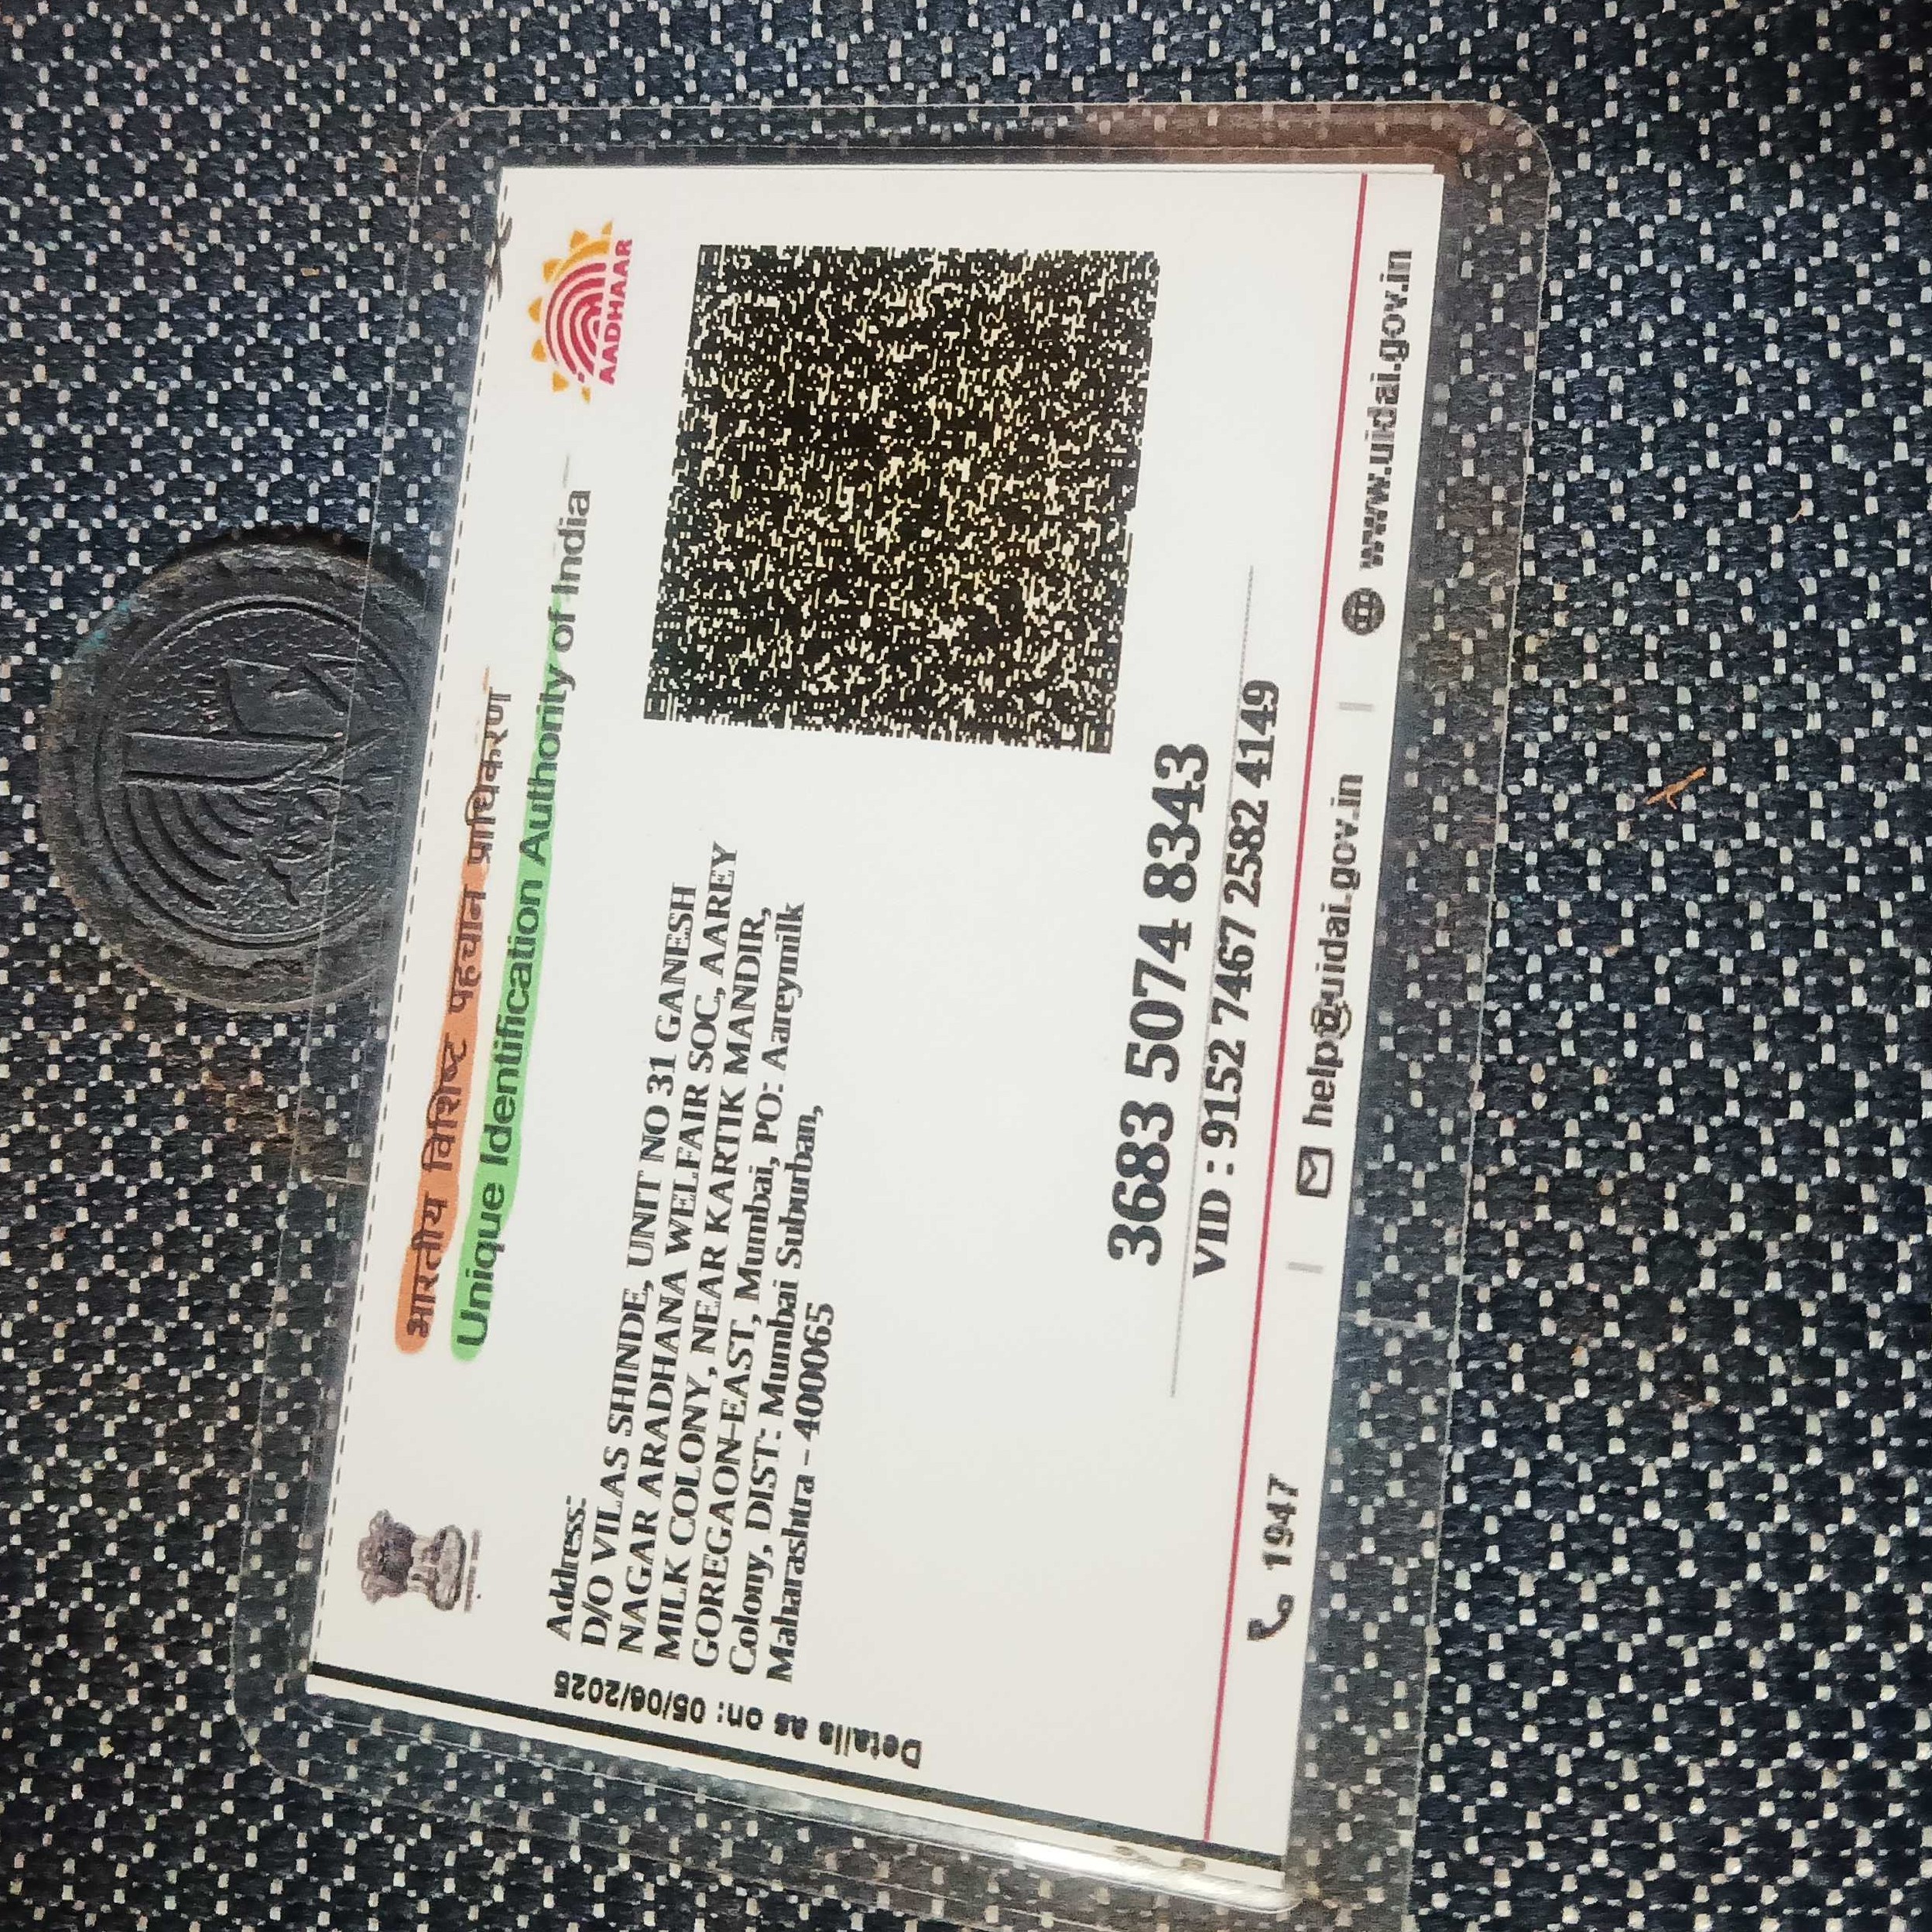 भारतीय विशिष्ट पहचान प्राधिकरण
Unique Identification Authority of India
AADHAAR
Details as on: 05/06/2025
Address:
D/O VILAS SHINDE, UNIT NO 31 GANESH
NAGAR ARADHANA WELFAIR SOC, AAREY
MILK COLONY, NEAR KARTIK MANDIR,
GOREGAON-EAST, Mumbai, PO: Aareymilk
Colony, DIST: Mumbai Suburban,
Maharashtra - 400065
3683 5074 8343
VID : 9152 7467 2582 4149
1947 | help@uidai.gov.in | www.uidai.gov.in